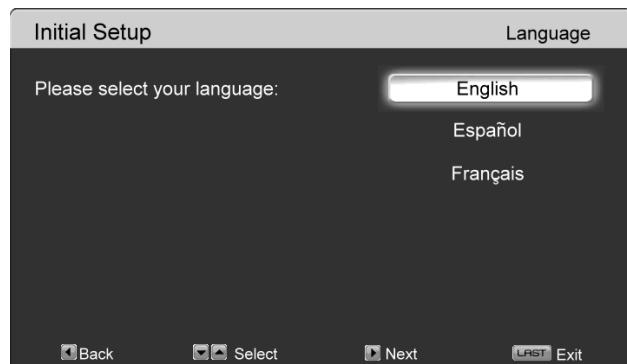 Initial Setup Language
Please select your language: English
Español
Français
Back Select Next LAST Exit